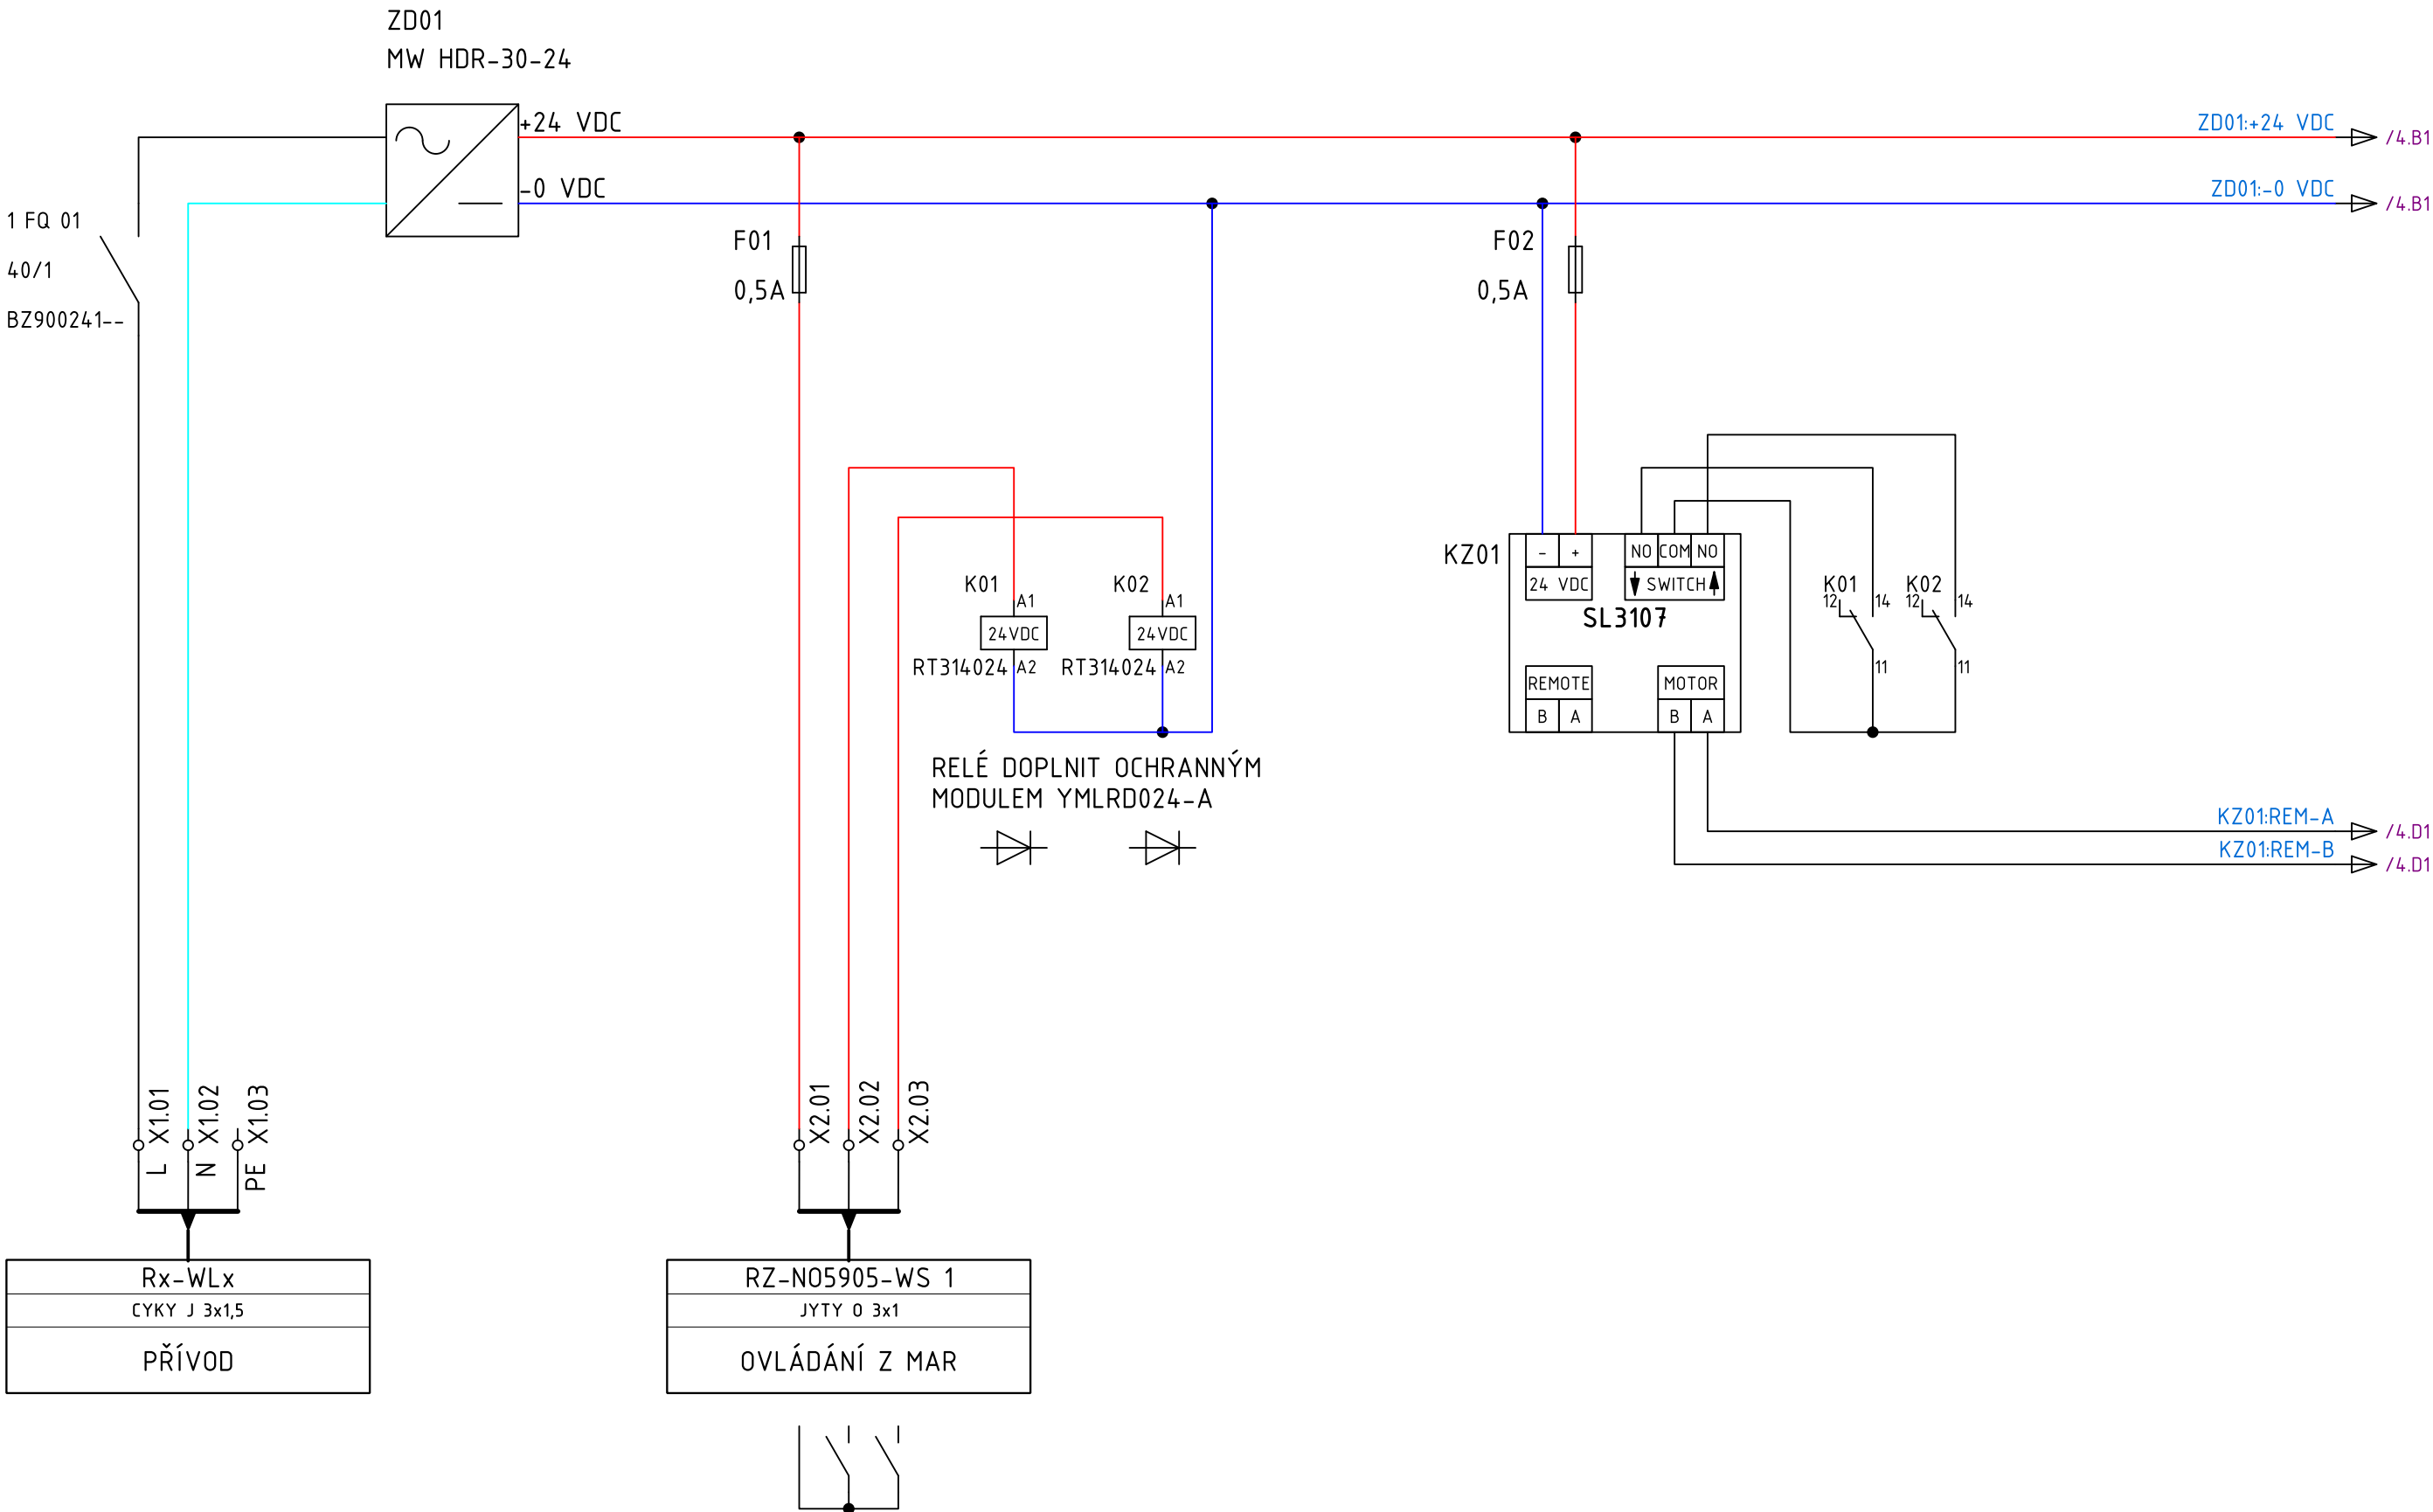 ZD01
MW HDR-30-24
+24 VDC
-0 VDC
ZD01:+24 VDC
/4.B1
ZD01:-0 VDC
/4.B1
1 FQ 01
40/1
BZ900241--
F01
0,5A
F02
0,5A
K01
A1
24VDC
RT314024
A2
K02
A1
24VDC
RT314024
A2
RELÉ DOPLNIT OCHRANNÝM
MODULEM YMLRD024-A
KZ01
- +
24 VDC
NO COM NO
SWITCH
SL3107
REMOTE
B A
MOTOR
B A
K01
12
14
11
K02
12
14
11
KZ01:REM-A
/4.D1
KZ01:REM-B
/4.D1
X1.01
X1.02
X1.03
L
N
PE
X2.01
X2.02
X2.03
Rx-WLx
CYKY J 3x1,5
PŘÍVOD
RZ-NO5905-WS 1
JYTY O 3x1
OVLÁDÁNÍ Z MAR